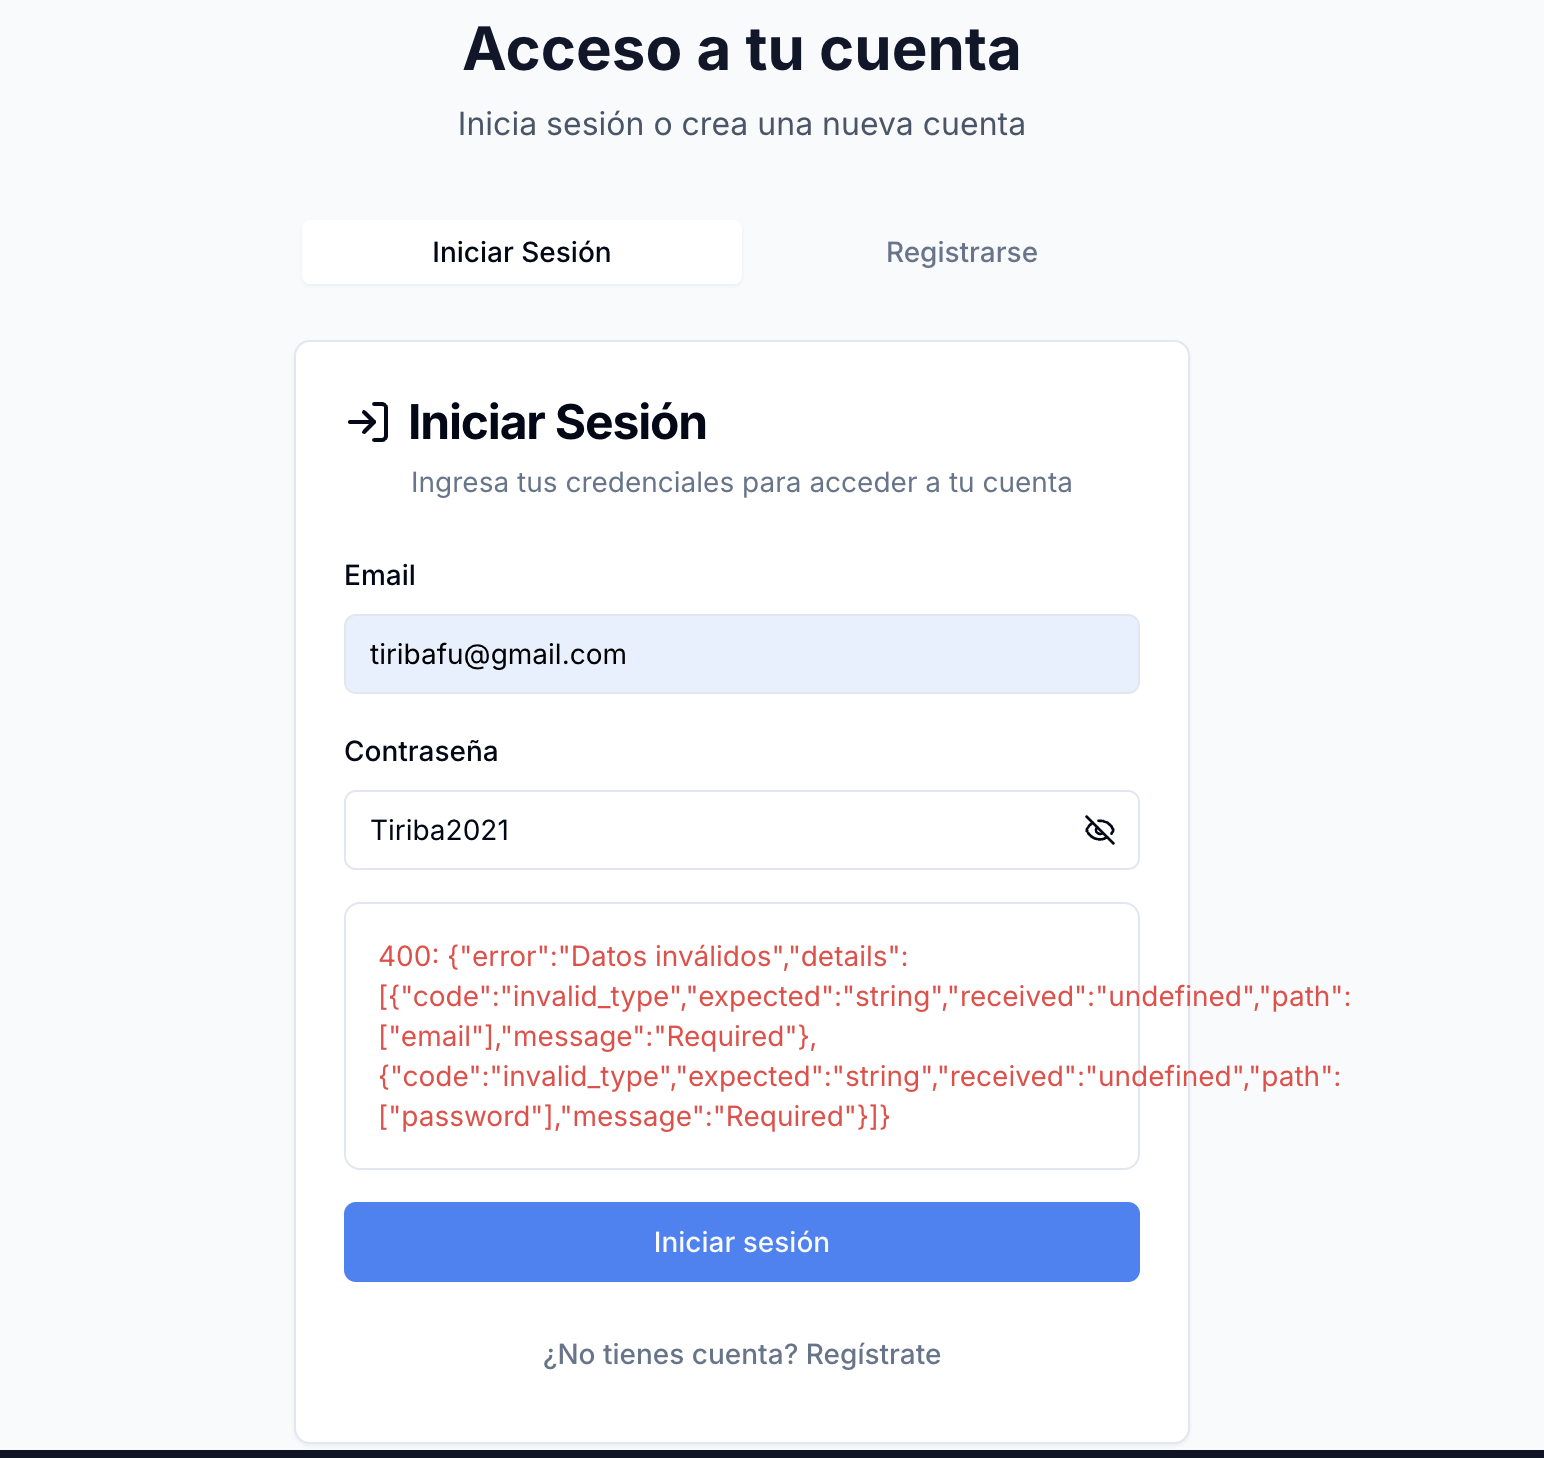 Acceso a tu cuenta
Inicia sesión o crea una nueva cuenta
Iniciar Sesión
Registrarse
Iniciar Sesión
Ingresa tus credenciales para acceder a tu cuenta
Email
tiribafu@gmail.com
Contraseña
Tiriba2021
400: {"error":"Datos inválidos","details":
[{"code":"invalid_type","expected":"string","received":"undefined","path":
["email"],"message":"Required"},
{"code":"invalid_type","expected":"string","received":"undefined","path":
["password"],"message":"Required"}]}
Iniciar sesión
¿No tienes cuenta? Regístrate